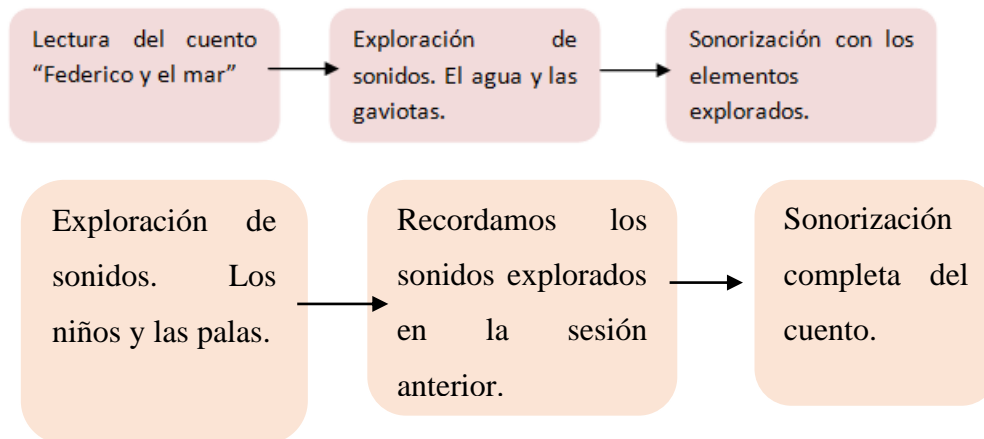 Lectura del cuento
“Federico y el mar”
Exploración de
sonidos. El agua y las
gaviotas.
Sonorización con los
elementos
explorados.
Exploración de
sonidos. Los
niños y las palas.
Recordamos los
sonidos explorados
en la sesión
anterior.
Sonorización
completa del
cuento.